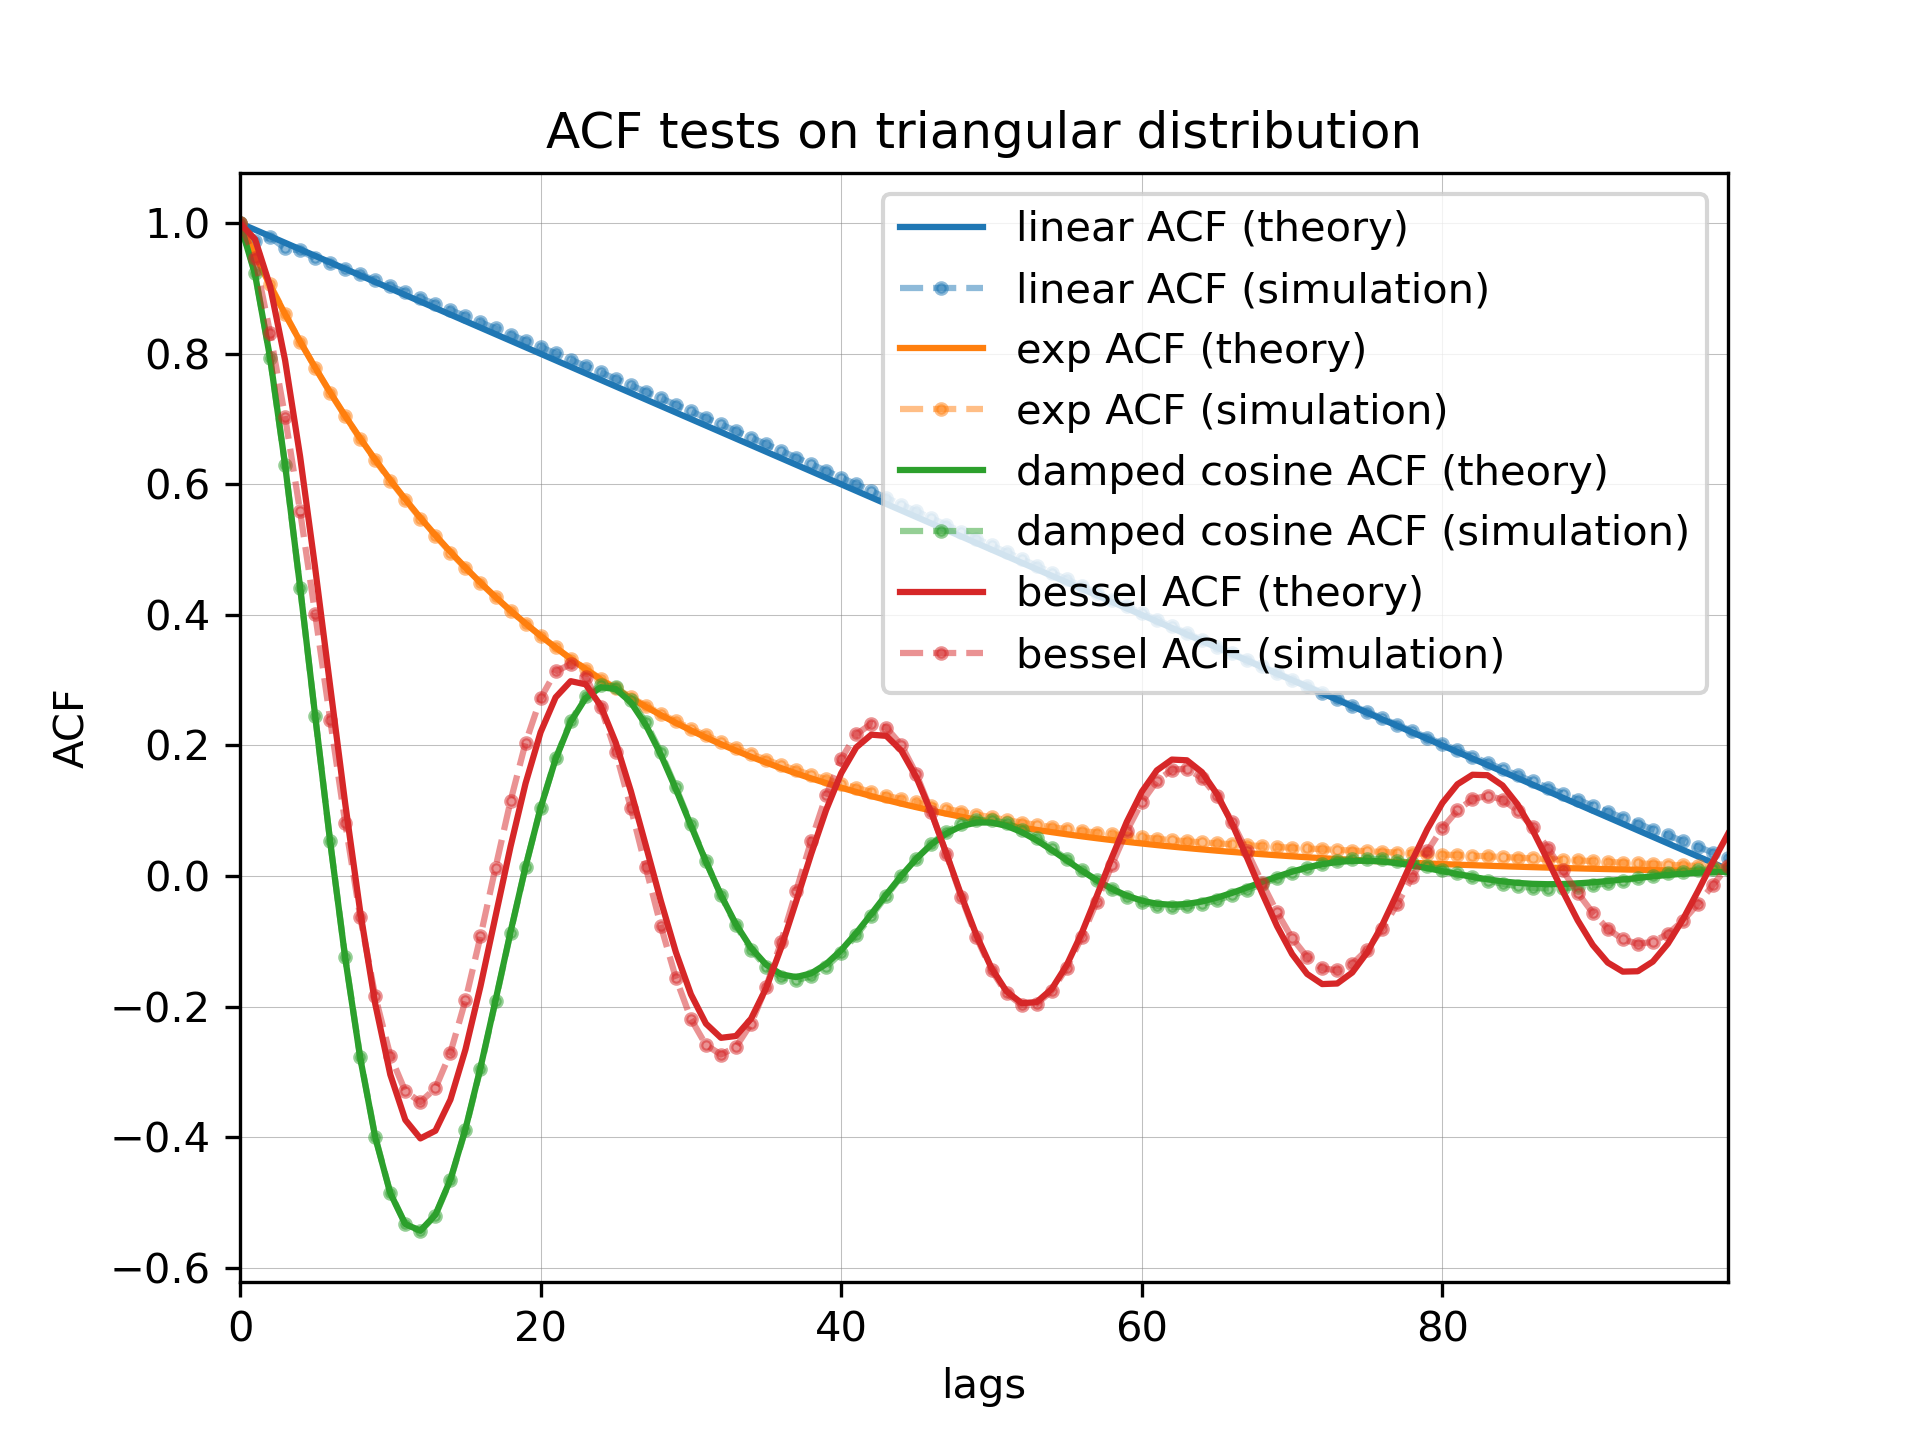 ACF tests on triangular distribution
1.0
0.8
0.6
0.4
0.2
0.0
−0.2
−0.4
−0.6
ACF
linear ACF (theory)
linear ACF (simulation)
exp ACF (theory)
exp ACF (simulation)
damped cosine ACF (theory)
damped cosine ACF (simulation)
bessel ACF (theory)
bessel ACF (simulation)
0 20 40 60 80
lags